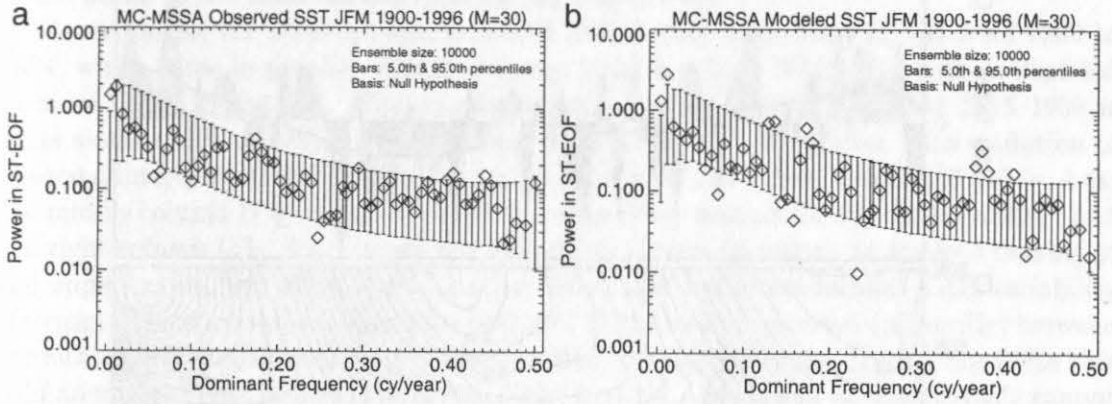 a
MC-MSSA Observed SST JFM 1900-1996 (M=30)
10.000
1.000
0.100
0.010
0.001
Power in ST-EOF
Ensemble size: 10000
Bars: 5.0th & 95.0th percentiles
Basis: Null Hypothesis
0.00 0.10 0.20 0.30 0.40 0.50
Dominant Frequency (cy/year)
b
MC-MSSA Modeled SST JFM 1900-1996 (M=30)
10.000
1.000
0.100
0.010
0.001
Power in ST-EOF
Ensemble size: 10000
Bars: 5.0th & 95.0th percentiles
Basis: Null Hypothesis
0.00 0.10 0.20 0.30 0.40 0.50
Dominant Frequency (cy/year)